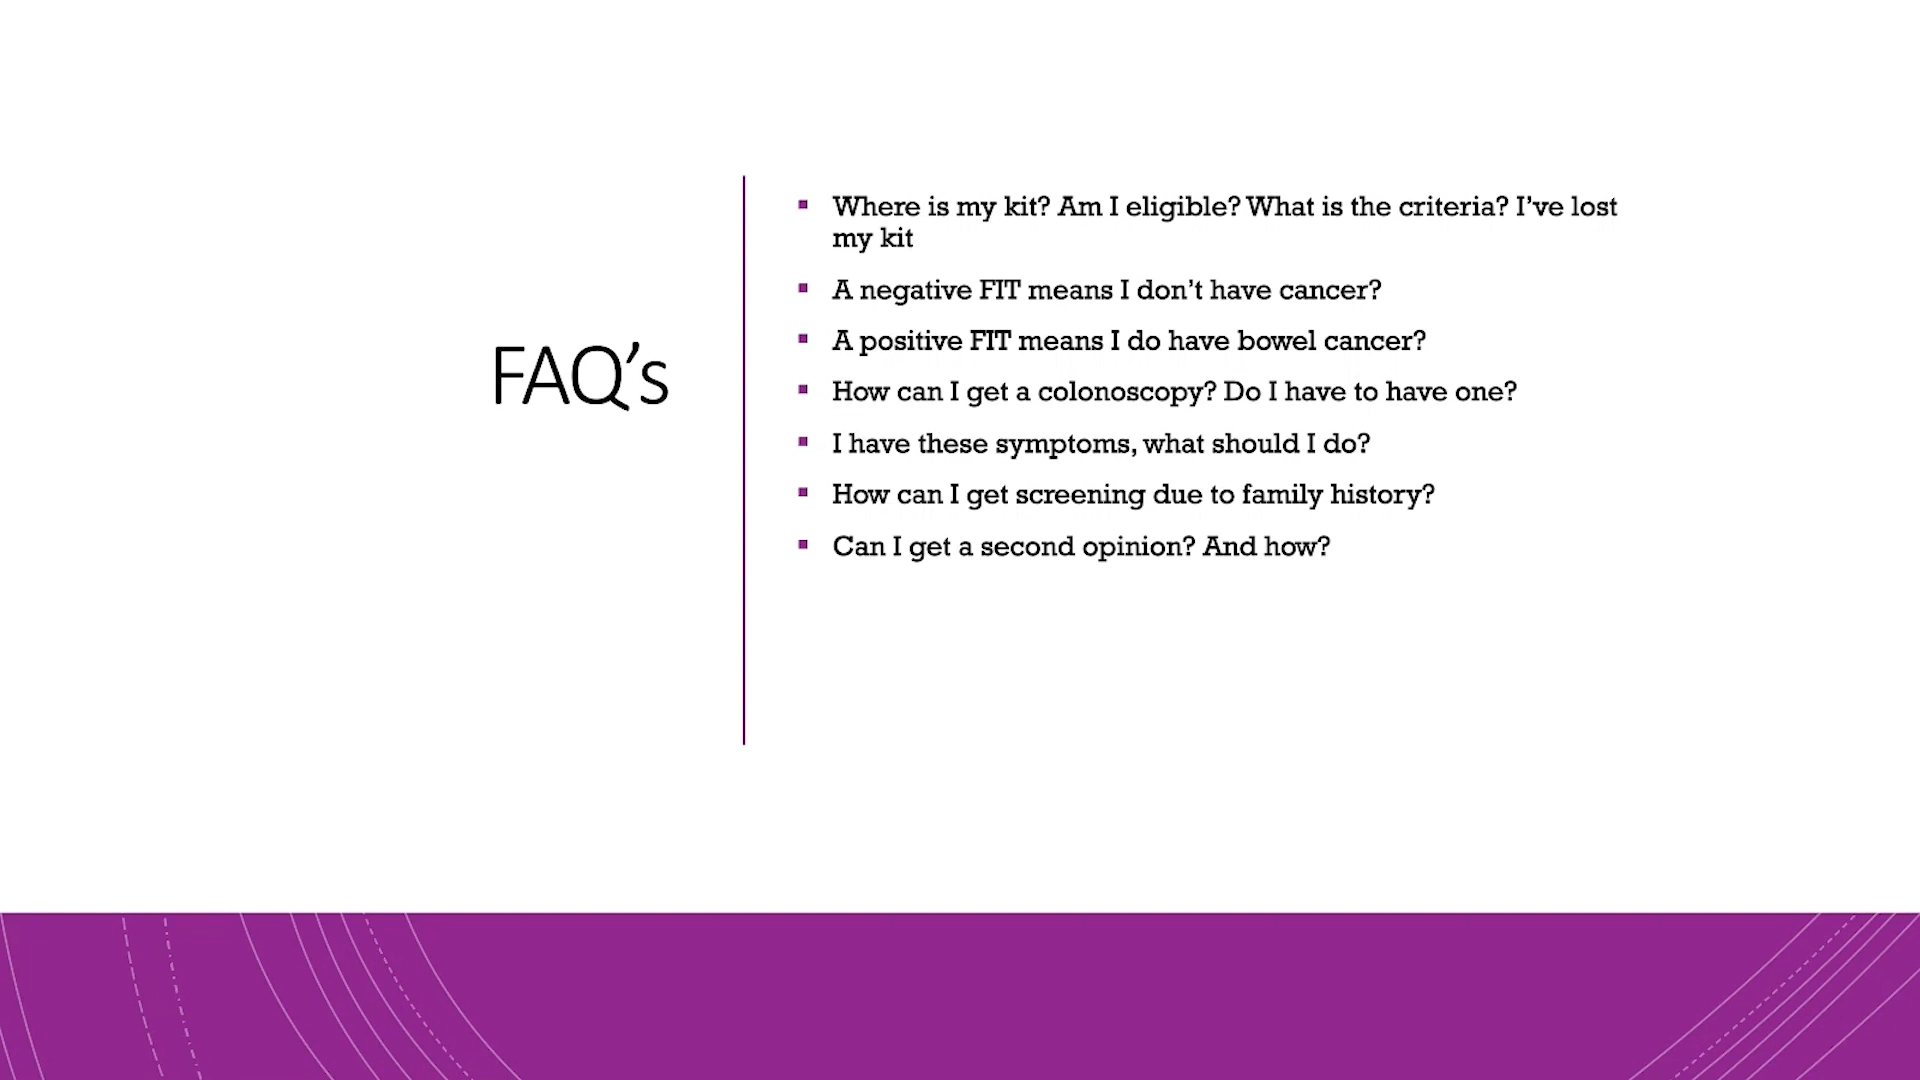 FAQ’s
Where is my kit? Am I eligible? What is the criteria? I’ve lost
my kit
A negative FIT means I don’t have cancer?
A positive FIT means I do have bowel cancer?
How can I get a colonoscopy? Do I have to have one?
I have these symptoms, what should I do?
How can I get screening due to family history?
Can I get a second opinion? And how?